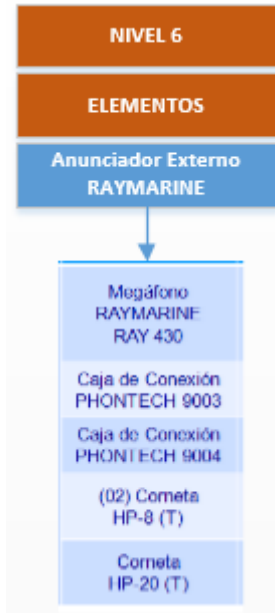 NIVEL 6
ELEMENTOS
Anunciador Externo
RAYMARINE
Megáfono
RAYMARINE
RAY 430
Caja de Conexión
PHONTECH 9003
Caja de Conexión
PHONTECH 9004
(02) Corneta
HP-8 (T)
Corneta
HP-20 (T)